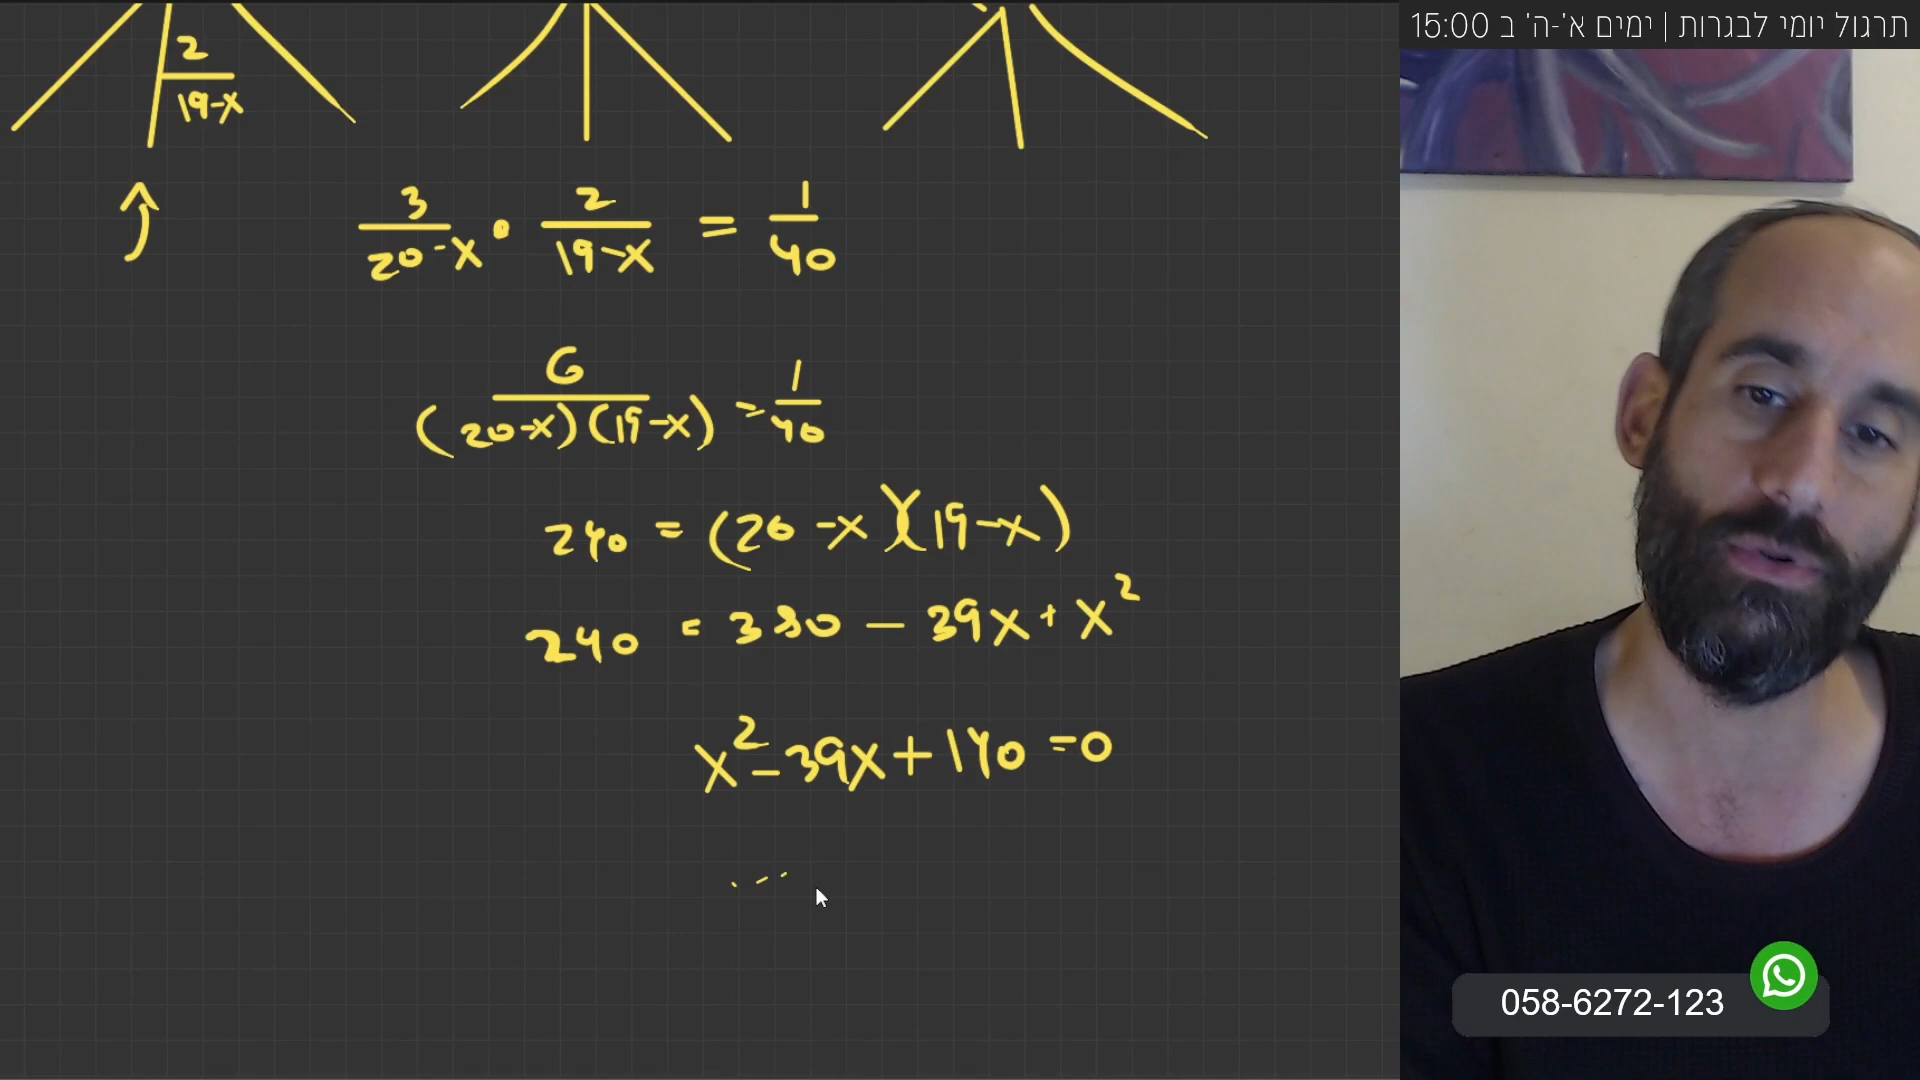 תרגול יומי לבגרות | ימים א'-ה' ב 15:00
2
19-x
3/(20-x) · 2/(19-x) = 1/40
6/((20-x)(19-x)) = 1/40
240 = (20-x)(19-x)
240 = 380 - 39x + x²
x² - 39x + 140 = 0
058-6272-123